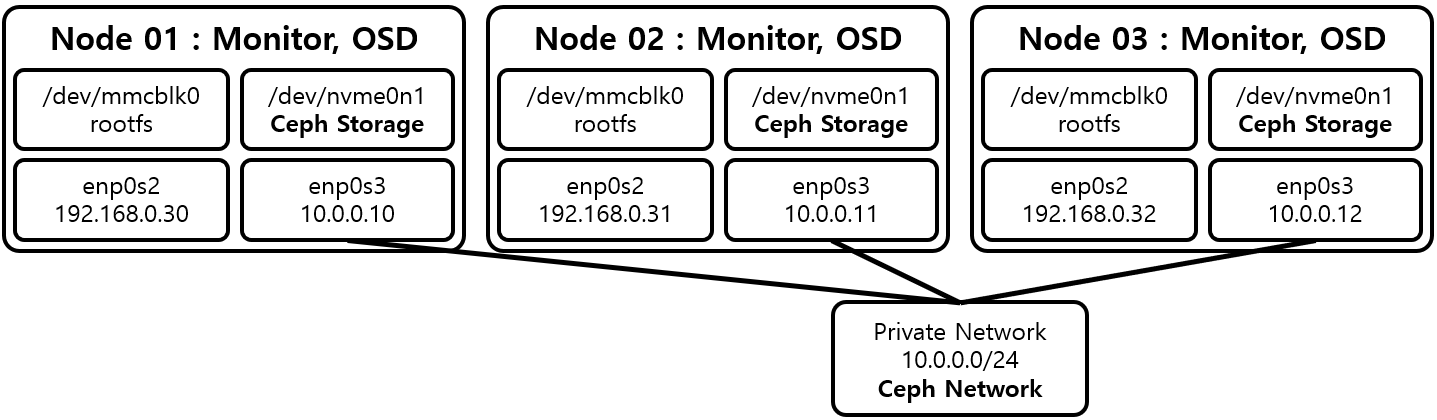 Node 01 : Monitor, OSD
/dev/mmcblk0
rootfs
/dev/nvme0n1
Ceph Storage
enp0s2
192.168.0.30
enp0s3
10.0.0.10
Node 02 : Monitor, OSD
/dev/mmcblk0
rootfs
/dev/nvme0n1
Ceph Storage
enp0s2
192.168.0.31
enp0s3
10.0.0.11
Node 03 : Monitor, OSD
/dev/mmcblk0
rootfs
/dev/nvme0n1
Ceph Storage
enp0s2
192.168.0.32
enp0s3
10.0.0.12
Private Network
10.0.0.0/24
Ceph Network